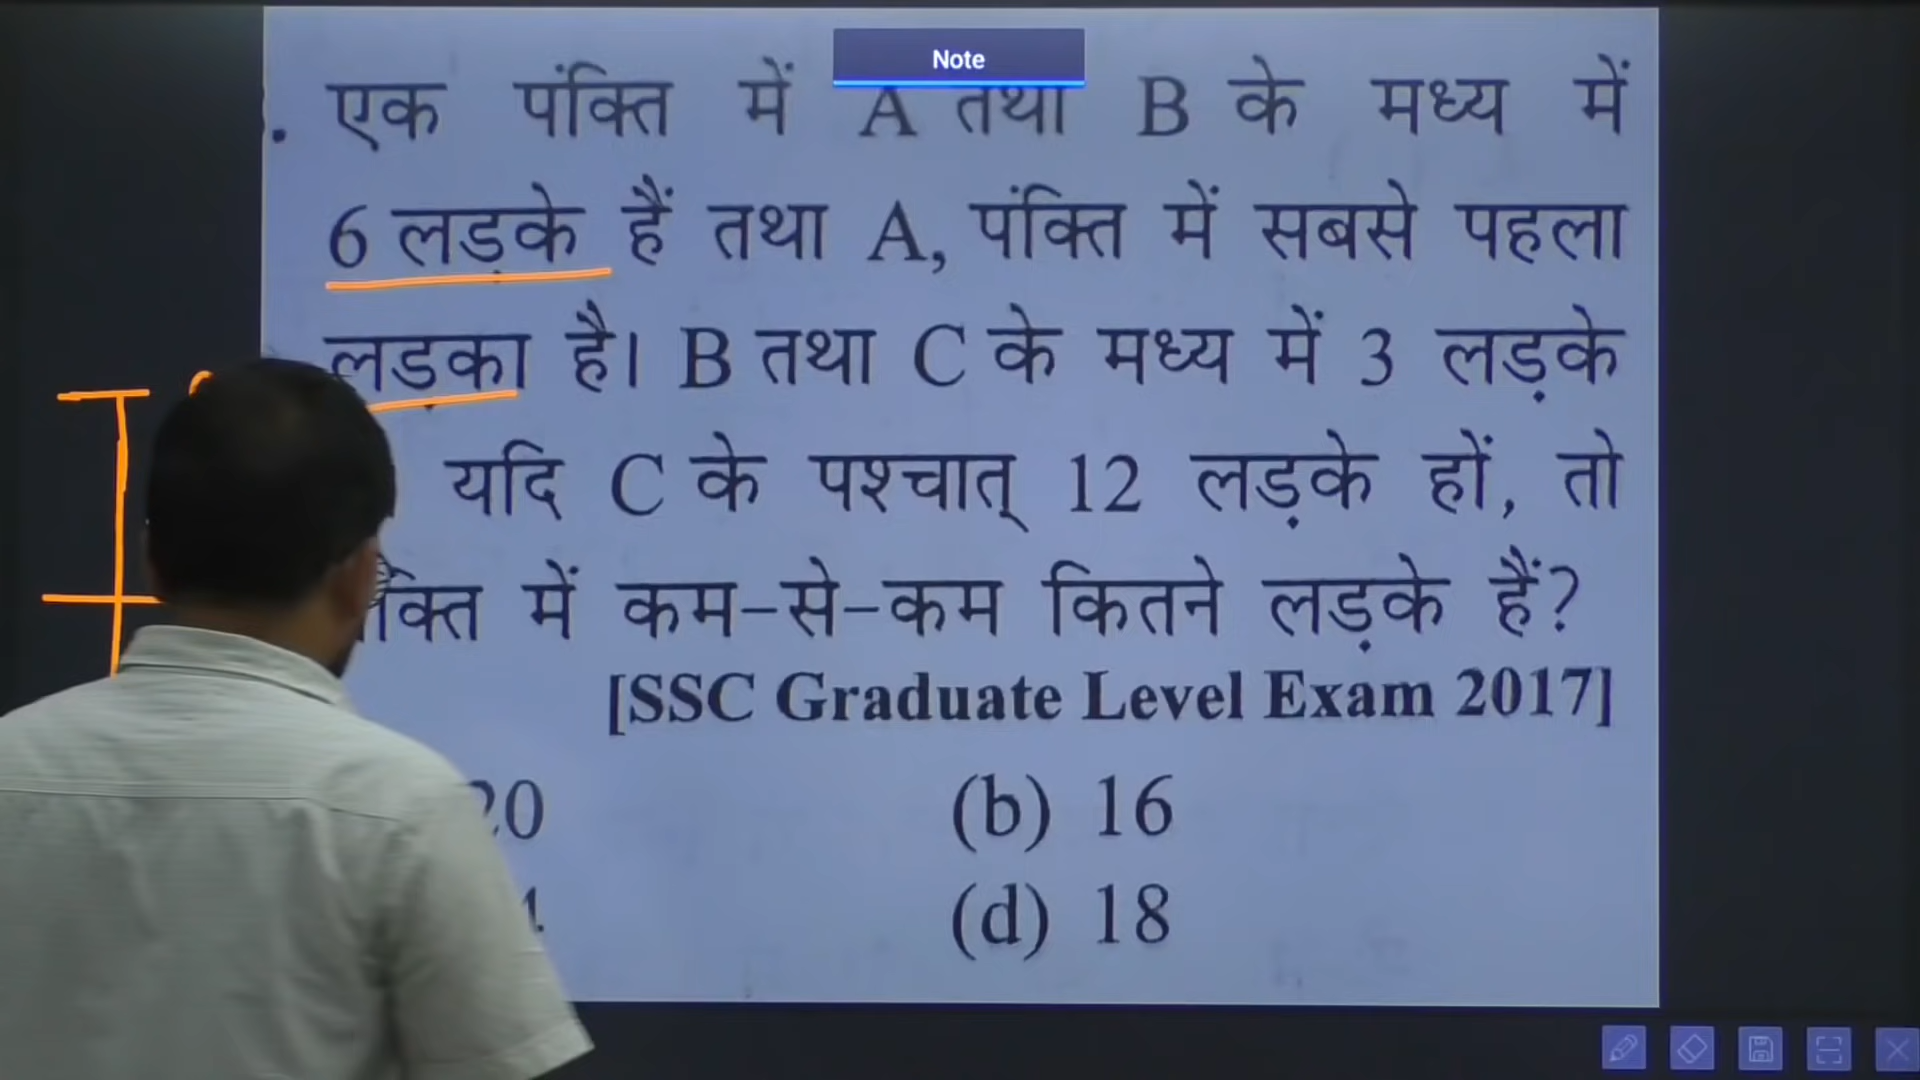 Note
एक पंक्ति में A तथा B के मध्य में
6 लड़के हैं तथा A, पंक्ति में सबसे पहला
लड़का है। B तथा C के मध्य में 3 लड़के
यदि C के पश्चात् 12 लड़के हों, तो
में कम-से-कम कितने लड़के हैं?
[SSC Graduate Level Exam 2017]
20 (b) 16
(d) 18